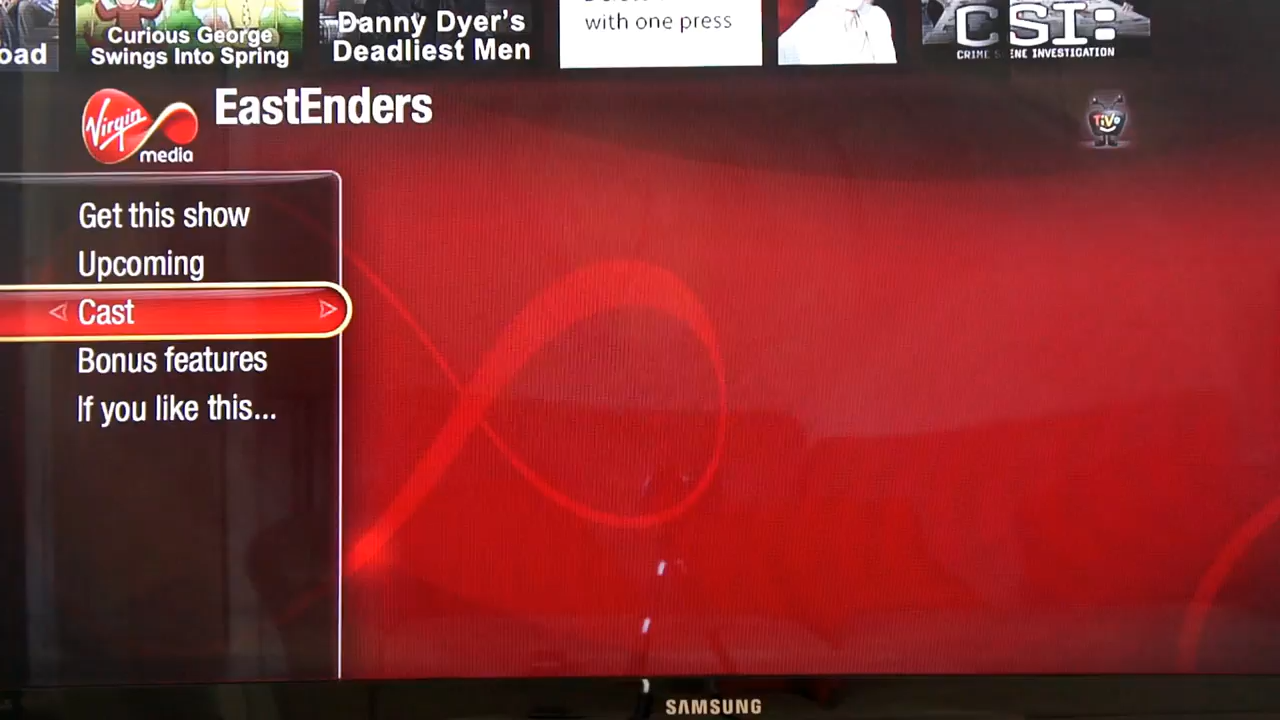 oad
Curious George
Swings Into Spring
Danny Dyer's
Deadliest Men
with one press
CSI:
CRIME SCENE INVESTIGATION
Virgin
media
EastEnders
TiVo
Get this show
Upcoming
Cast
Bonus features
If you like this...
SAMSUNG